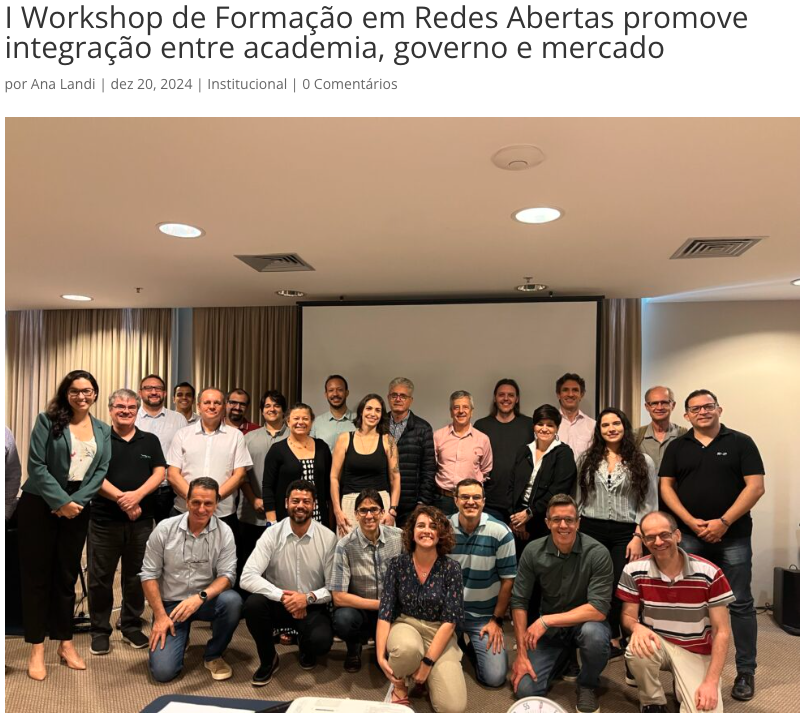 I Workshop de Formação em Redes Abertas promove
integração entre academia, governo e mercado
por Ana Landi | dez 20, 2024 | Institucional | 0 Comentários